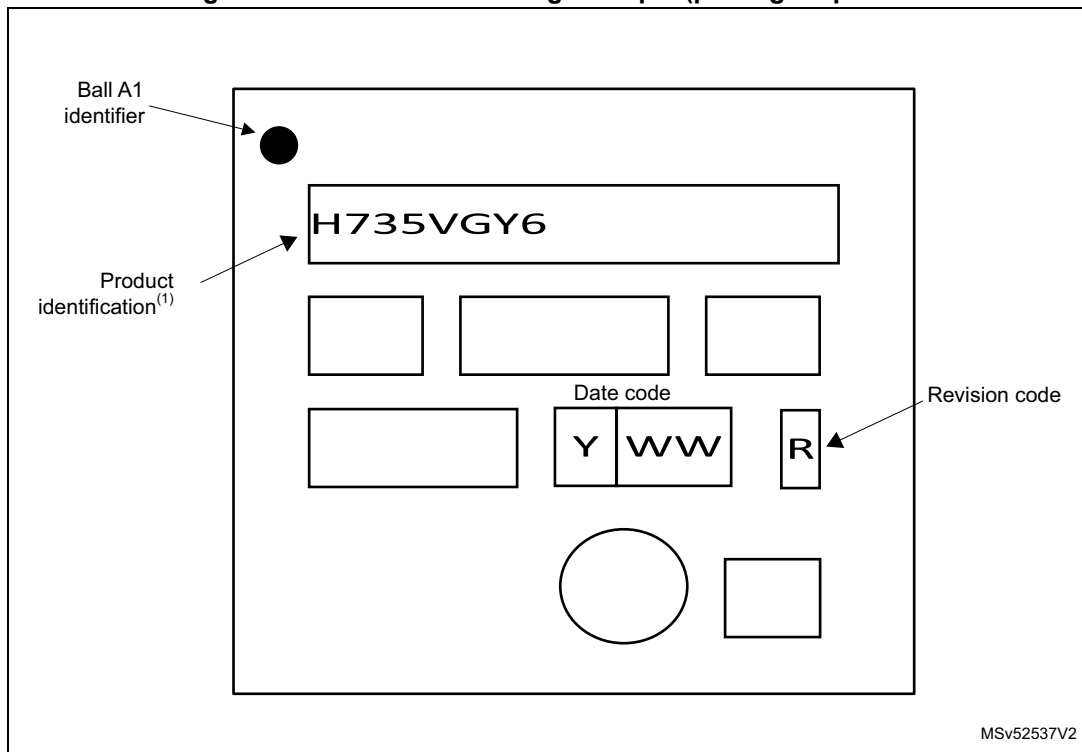 Ball A1
identifier
H735VGY6
Product
identification(1)
Date code
Y WW
R
Revision code
MSv52537V2